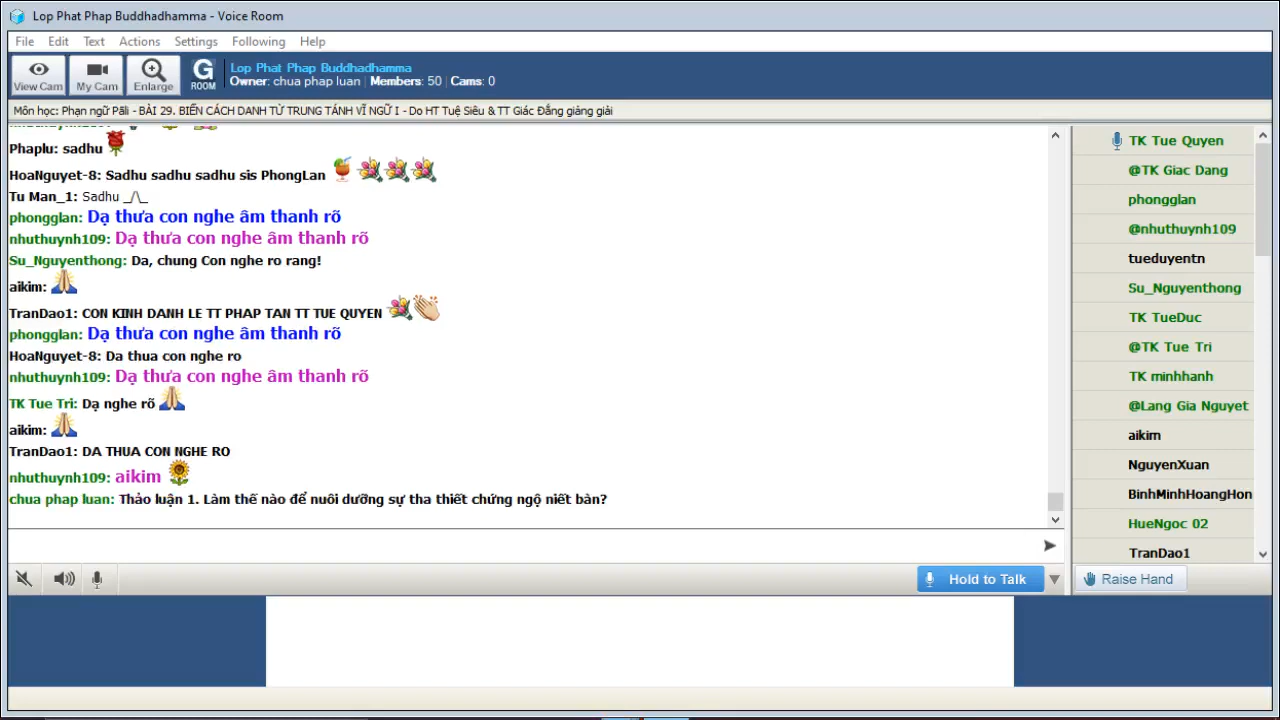 Lop Phat Phap Buddhadhamma - Voice Room
File Edit Text Actions Settings Following Help
View Cam My Cam Enlarge G ROOM
Lop Phat Phap Buddhadhamma
Owner: chua phap luan | Members: 50 | Cams: 0
Môn học: Phạn ngữ Pāli - BÀI 29. BIẾN CÁCH DANH TỪ TRUNG TÁNH VĨ NGỮ I - Do HT Tuệ Siêu & TT Giác Đẳng giảng giải
Phaplu: sadhu
HoaNguyet-8: Sadhu sadhu sadhu sis PhongLan
Tu Man_1: Sadhu _/\_
phongglan: Dạ thưa con nghe âm thanh rõ
nhuthuynh109: Dạ thưa con nghe âm thanh rõ
Su_Nguyenthong: Da, chung Con nghe ro rang!
aikim:
TranDao1: CON KINH DANH LE TT PHAP TAN TT TUE QUYEN
phongglan: Dạ thưa con nghe âm thanh rõ
HoaNguyet-8: Da thua con nghe ro
nhuthuynh109: Dạ thưa con nghe âm thanh rõ
TK Tue Tri: Dạ nghe rõ
aikim:
TranDao1: DA THUA CON NGHE RO
nhuthuynh109: aikim
chua phap luan: Thảo luận 1. Làm thế nào để nuôi dưỡng sự tha thiết chứng ngộ niết bàn?
Hold to Talk
TK Tue Quyen
@TK Giac Dang
phongglan
@nhuthuynh109
tueduyentn
Su_Nguyenthong
TK TueDuc
@TK Tue Tri
TK minhhanh
@Lang Gia Nguyet
aikim
NguyenXuan
BinhMinhHoangHon
HueNgoc 02
TranDao1
Raise Hand